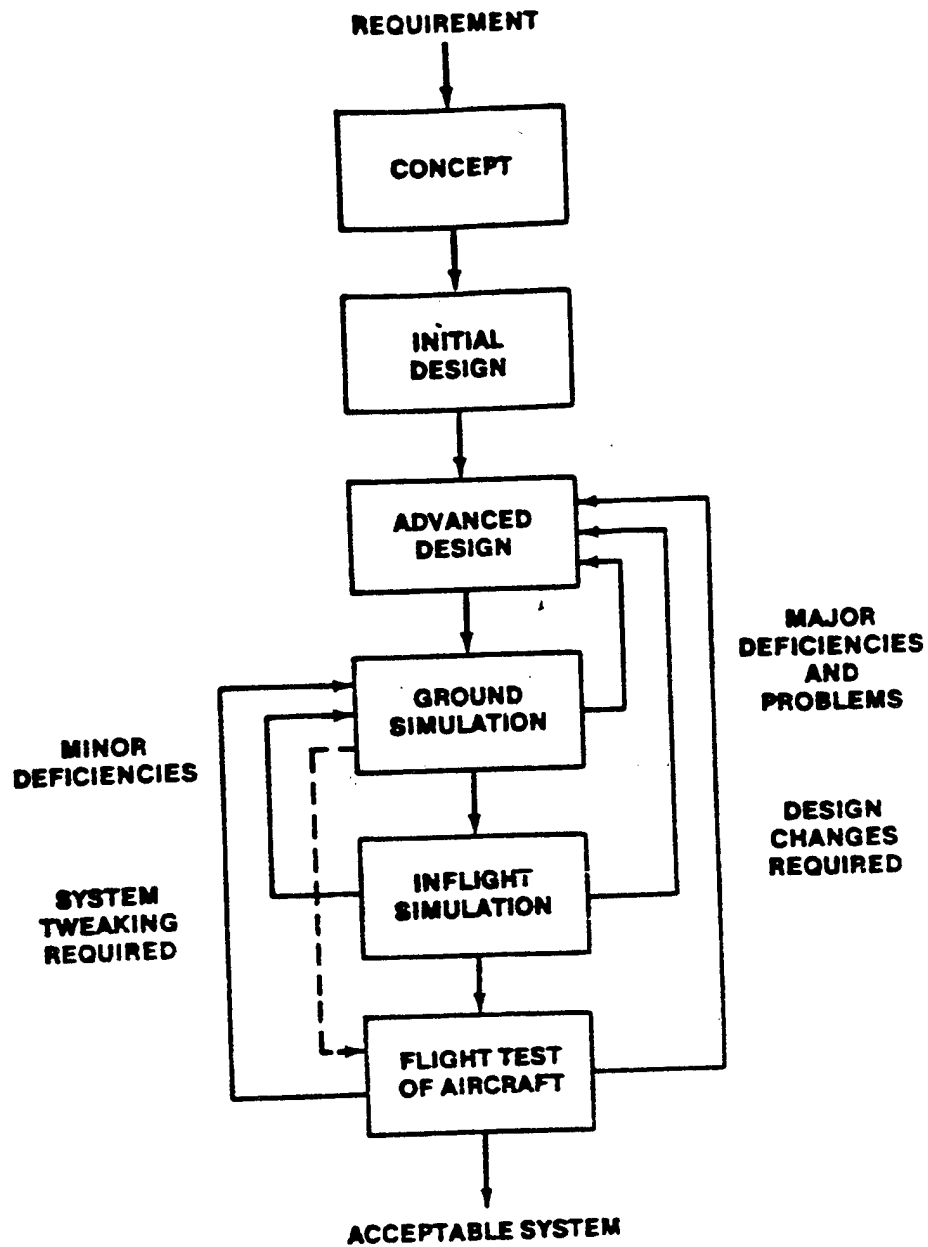 REQUIREMENT
CONCEPT
INITIAL
DESIGN
ADVANCED
DESIGN
MAJOR
DEFICIENCIES
AND
PROBLEMS
GROUND
SIMULATION
MINOR
DEFICIENCIES
DESIGN
CHANGES
REQUIRED
INFLIGHT
SIMULATION
SYSTEM
TWEAKING
REQUIRED
FLIGHT TEST
OF AIRCRAFT
ACCEPTABLE SYSTEM